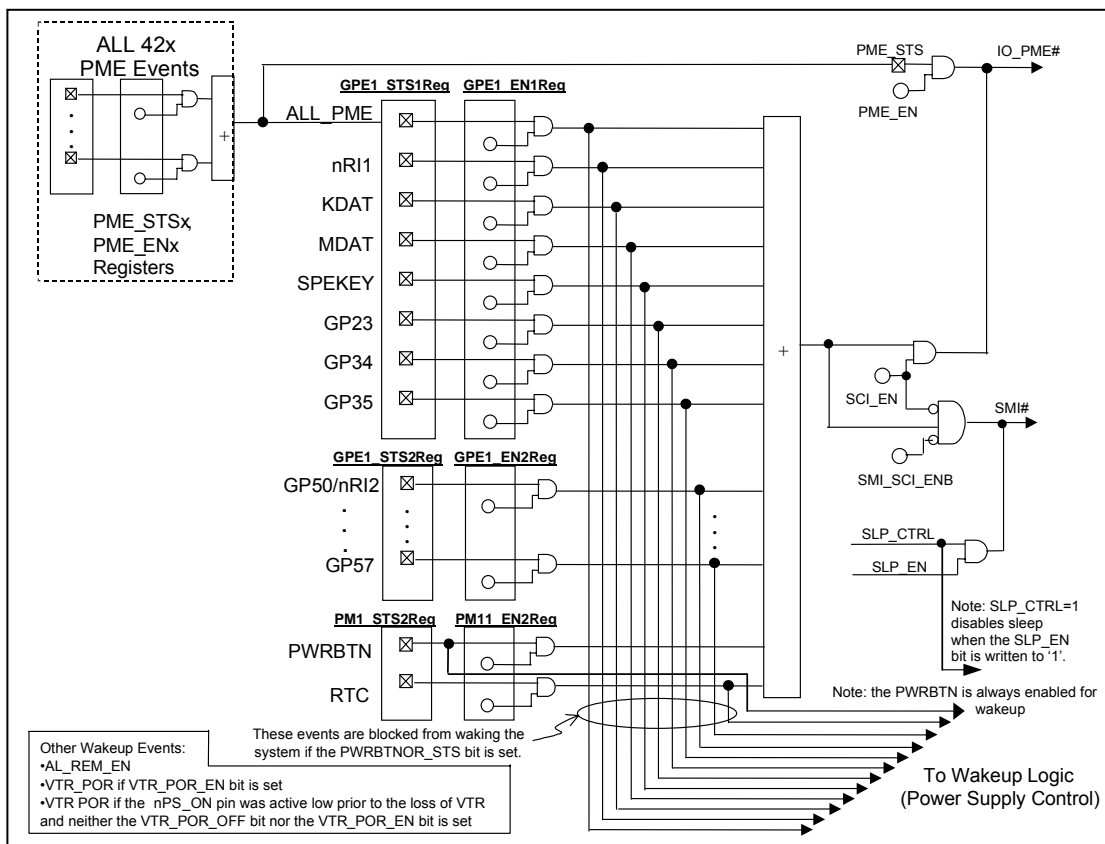 ALL 42x
PME Events
PME_STSx,
PME_ENx
Registers
PME_STS
IO_PME#
PME_EN
GPE1_STS1Reg
GPE1_EN1Reg
ALL_PME
nRI1
KDAT
MDAT
SPEKEY
GP23
GP34
GP35
+
+
SCI_EN
SMI#
SMI_SCI_ENB
GPE1_STS2Reg
GPE1_EN2Reg
GP50/nRI2
GP57
SLP_CTRL
SLP_EN
Note: SLP_CTRL=1
disables sleep
when the SLP_EN
bit is written to ‘1’.
PM1_STS2Reg
PM11_EN2Reg
PWRBTN
RTC
Note: the PWRBTN is always enabled for
wakeup
These events are blocked from waking the
system if the PWRBTNOR_STS bit is set.
Other Wakeup Events:
•AL_REM_EN
•VTR_POR if VTR_POR_EN bit is set
•VTR POR if the nPS_ON pin was active low prior to the loss of VTR
and neither the VTR_POR_OFF bit nor the VTR_POR_EN bit is set
To Wakeup Logic
(Power Supply Control)